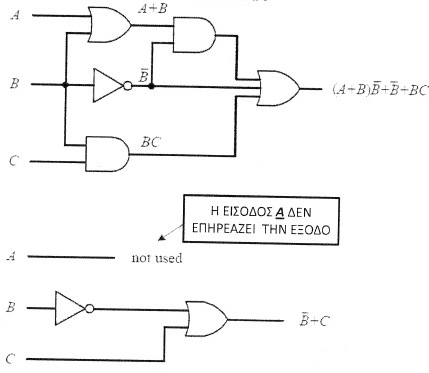 A
A+B
B
B̅
(A+B)B̅+B̅+BC
BC
C
Η ΕΙΣΟΔΟΣ Α ΔΕΝ
ΕΠΗΡΕΑΖΕΙ ΤΗΝ ΕΞΟΔΟ
A
not used
B
B̅+C
C